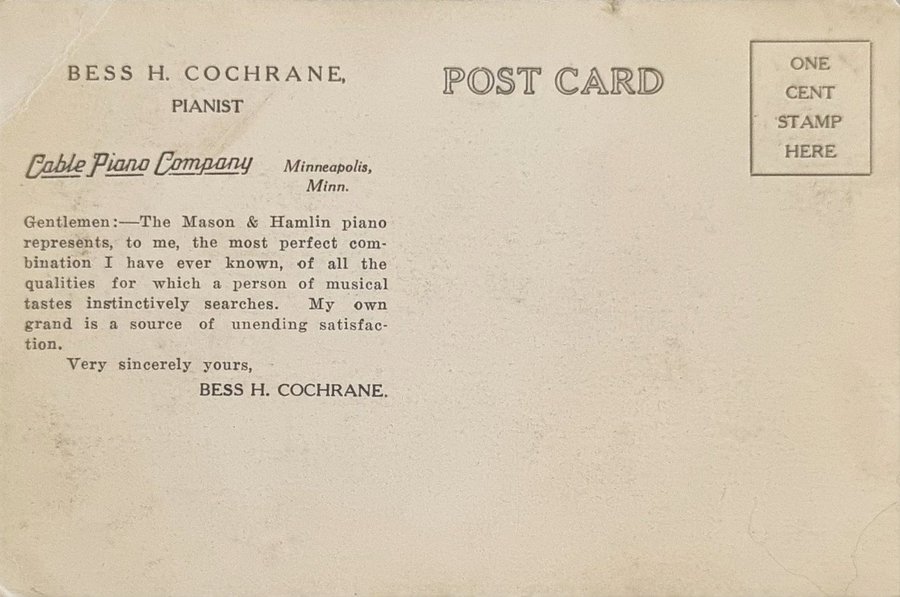 BESS H. COCHRANE,
PIANIST
Cable Piano Company Minneapolis,
Minn.
Gentlemen:—The Mason & Hamlin piano
represents, to me, the most perfect com-
bination I have ever known, of all the
qualities for which a person of musical
tastes instinctively searches. My own
grand is a source of unending satisfac-
tion.
Very sincerely yours,
BESS H. COCHRANE.
POST CARD
ONE
CENT
STAMP
HERE